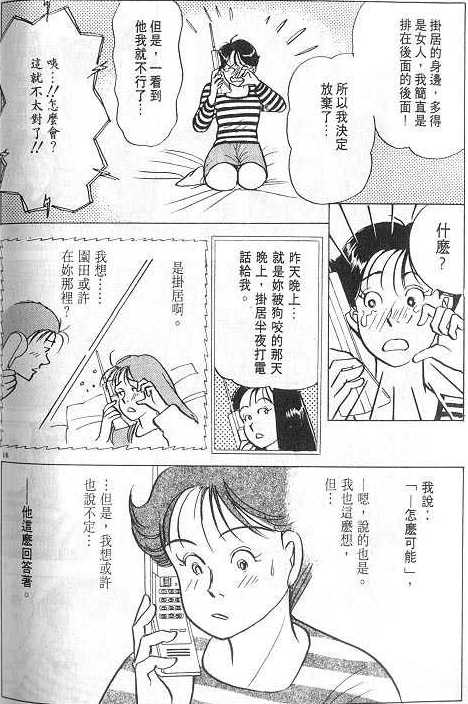 掛居的身邊，多得
是女人，我簡直是
排在後面的後面！
所以我決定
放棄了…
但是，一看到
他我就不行了…
咦…!!怎麼會？
這就不太對了!!
什麼？
昨天晚上…
就是妳被狗咬的那天
晚上，掛居半夜打電
話給我。
是掛居啊。
我想……
園田或許
在妳那裡？
我說：
「—怎麼可能」，
—嗯，說的也是。
我也這麼想，
但…
…但是，我想或許
也說不定…
——他這麼回答著。
16